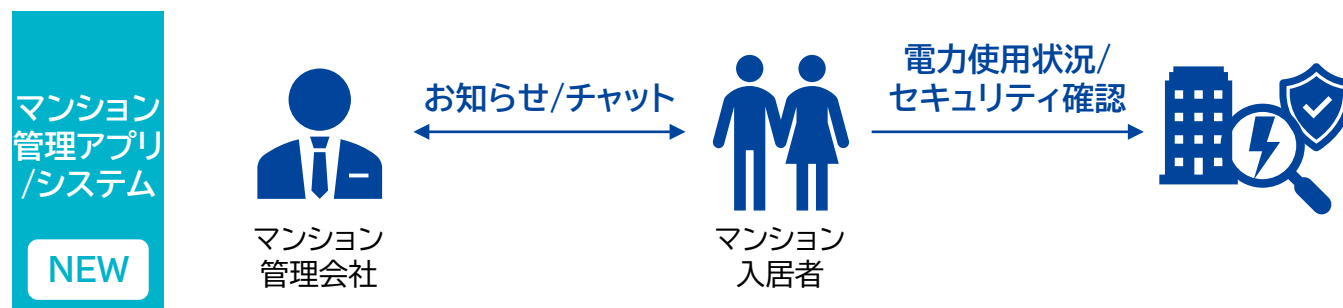 マンション
管理アプリ
/システム
NEW
お知らせ/チャット
マンション
管理会社
マンション
入居者
電力使用状況/
セキュリティ確認